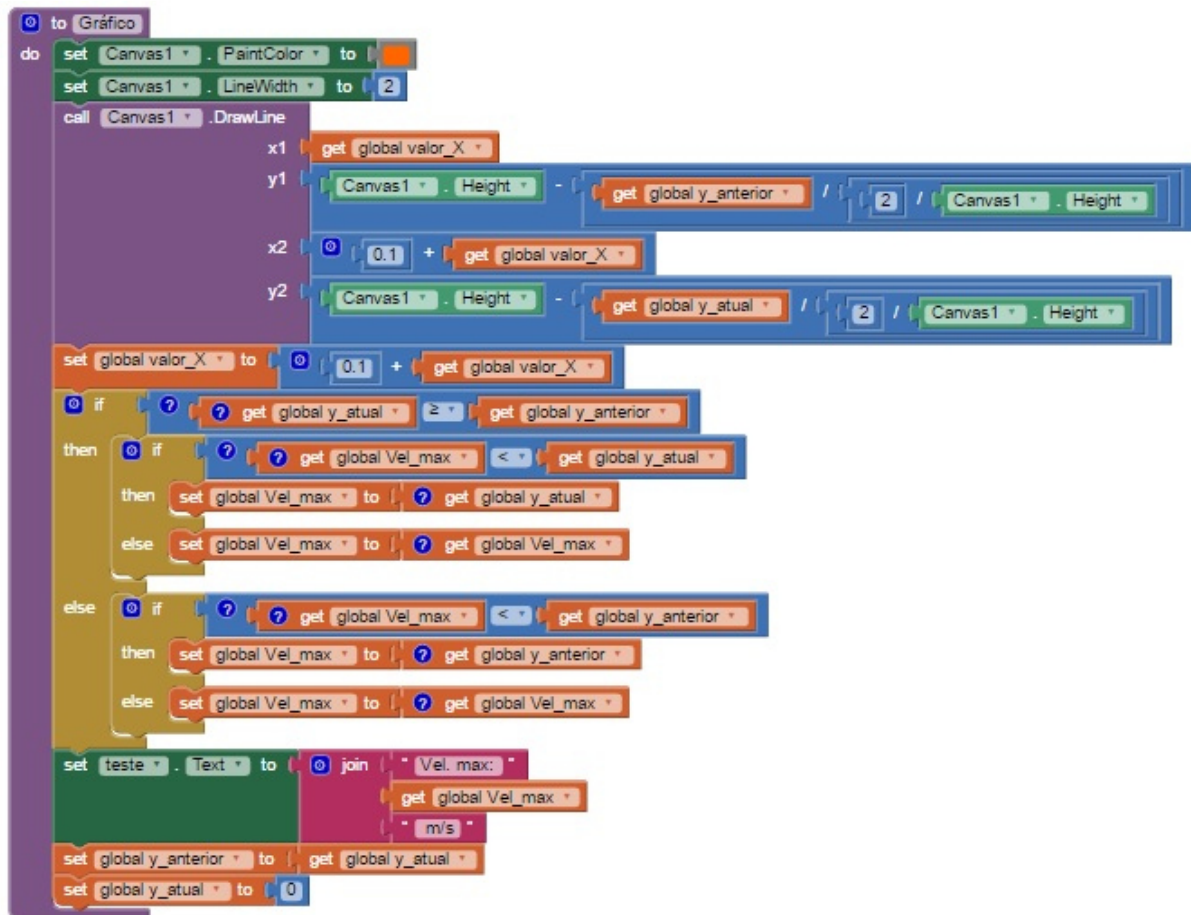 to Gráfico
do set Canvas1 . PaintColor to
set Canvas1 . LineWidth to 2
call Canvas1 .DrawLine
x1 get global valor_X
y1 Canvas1 . Height - get global y_anterior / 2 / Canvas1 . Height
x2 0.1 + get global valor_X
y2 Canvas1 . Height - get global y_atual / 2 / Canvas1 . Height
set global valor_X to 0.1 + get global valor_X
if get global y_atual ≥ get global y_anterior
then if get global Vel_max < get global y_atual
then set global Vel_max to get global y_atual
else set global Vel_max to get global Vel_max
else if get global Vel_max < get global y_anterior
then set global Vel_max to get global y_anterior
else set global Vel_max to get global Vel_max
set teste . Text to join " Vel. max: "
get global Vel_max
" m/s "
set global y_anterior to get global y_atual
set global y_atual to 0